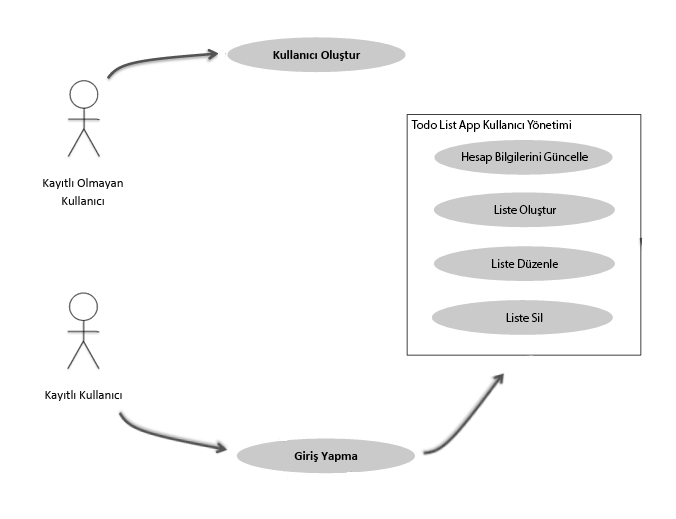 Kullanıcı Oluştur
Kayıtlı Olmayan
Kullanıcı
Todo List App Kullanıcı Yönetimi
Hesap Bilgilerini Güncelle
Liste Oluştur
Liste Düzenle
Liste Sil
Kayıtlı Kullanıcı
Giriş Yapma